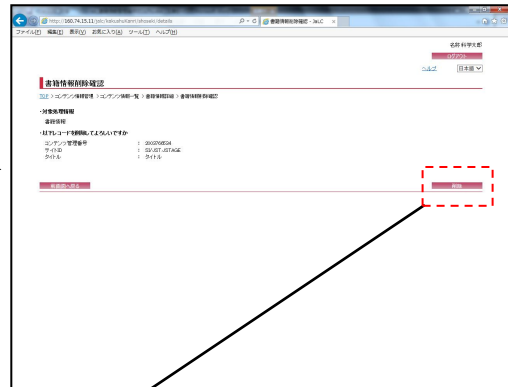 http://160.74.15.11/jalc/kakushukanri/shoseki/details
書籍情報削除確認 - JaLC
ファイル(F) 編集(E) 表示(V) お気に入り(A) ツール(T) ヘルプ(H)
名前 科学太郎
ログアウト
ヘルプ 日本語
書籍情報削除確認
TOP > コンテンツ情報管理 > コンテンツ情報一覧 > 書籍情報詳細 > 書籍情報削除確認
・対象処理情報
書籍情報
・以下レコードを削除してよろしいですか
コンテンツ管理番号 : 2003766534
サイトID : SI/JST.JSTAGE
タイトル : タイトル
前画面へ戻る 削除